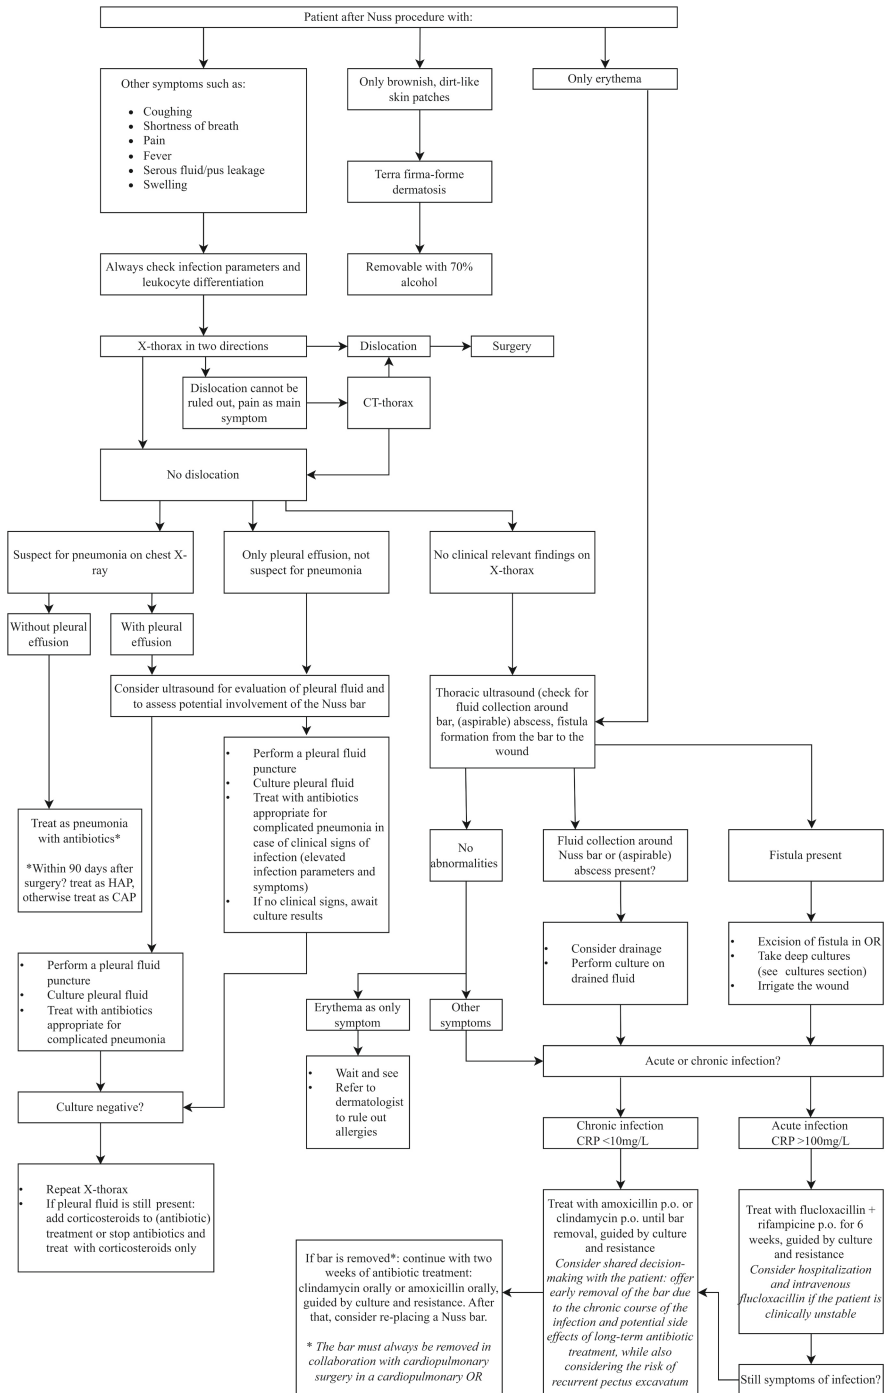 Patient after Nuss procedure with:
Other symptoms such as:
• Coughing
• Shortness of breath
• Pain
• Fever
• Serous fluid/pus leakage
• Swelling
Only brownish, dirt-like
skin patches
Only erythema
Terra firma-forme
dermatosis
Always check infection parameters and
leukocyte differentiation
Removable with 70%
alcohol
X-thorax in two directions
Dislocation
Surgery
Dislocation cannot be
ruled out, pain as main
symptom
CT-thorax
No dislocation
Suspect for pneumonia on chest X-
ray
Only pleural effusion, not
suspect for pneumonia
No clinical relevant findings on
X-thorax
Without pleural
effusion
With pleural
effusion
Consider ultrasound for evaluation of pleural fluid and
to assess potential involvement of the Nuss bar
Thoracic ultrasound (check for
fluid collection around
bar, (aspirable) abscess, fistula
formation from the bar to the
wound
• Perform a pleural fluid
puncture
• Culture pleural fluid
• Treat with antibiotics
appropriate for
complicated pneumonia in
case of clinical signs of
infection (elevated
infection parameters and
symptoms)
• If no clinical signs, await
culture results
Treat as pneumonia
with antibiotics*
*Within 90 days after
surgery? treat as HAP,
otherwise treat as CAP
No
abnormalities
Fluid collection around
Nuss bar or (aspirable)
abscess present?
Fistula present
• Perform a pleural fluid
puncture
• Culture pleural fluid
• Treat with antibiotics
appropriate for
complicated pneumonia
• Consider drainage
• Perform culture on
drained fluid
• Excision of fistula in OR
• Take deep cultures
(see cultures section)
• Irrigate the wound
Erythema as only
symptom
Other
symptoms
Acute or chronic infection?
• Wait and see
• Refer to
dermatologist
to rule out
allergies
Culture negative?
Chronic infection
CRP <10mg/L
Acute infection
CRP >100mg/L
• Repeat X-thorax
• If pleural fluid is still present:
add corticosteroids to (antibiotic)
treatment or stop antibiotics and
treat with corticosteroids only
If bar is removed*: continue with two
weeks of antibiotic treatment:
clindamycin orally or amoxicillin orally,
guided by culture and resistance. After
that, consider re-placing a Nuss bar.
* The bar must always be removed in
collaboration with cardiopulmonary
surgery in a cardiopulmonary OR
Treat with amoxicillin p.o. or
clindamycin p.o. until bar
removal, guided by culture
and resistance
Consider shared decision-
making with the patient: offer
early removal of the bar
due to the chronic course of the
infection and potential side
effects of long-term antibiotic
treatment, while also
considering the risk of
recurrent pectus excavatum
Treat with flucloxacillin +
rifampicine p.o. for 6
weeks, guided by culture
and resistance
Consider hospitalization
and intravenous
flucloxacillin if the patient is
clinically unstable
Still symptoms of infection?